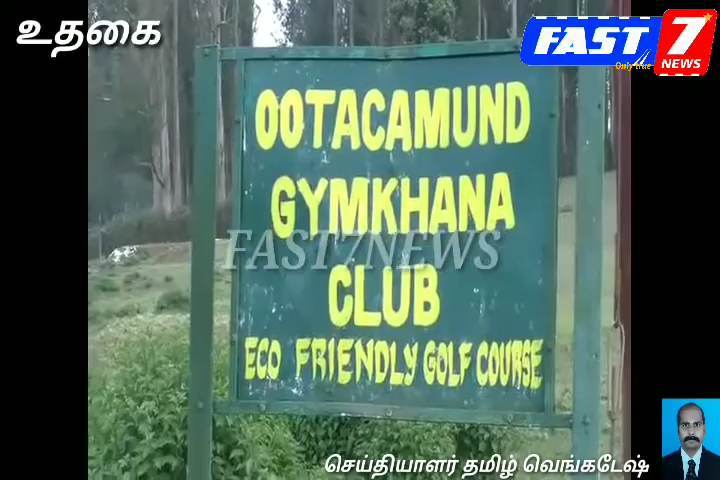 உதகை
FAST 7
NEWS
Only true
OOTACAMUND
GYMKHANA
FAST7NEWS
CLUB
ECO FRIENDLY GOLF COURSE
செய்தியாளர் தமிழ் வெங்கடேஷ்